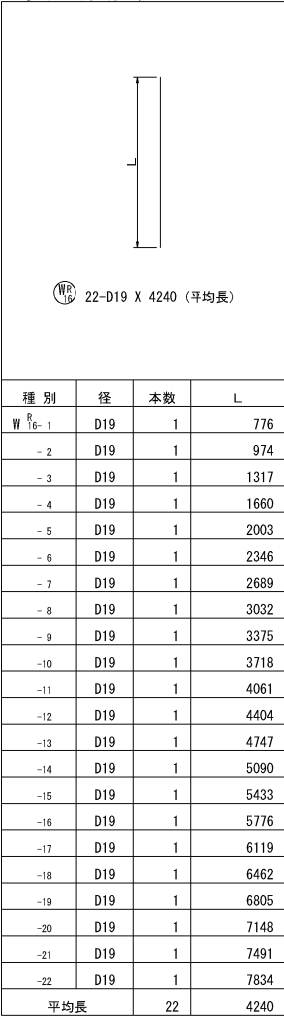 L
WR 16 22-D19 X 4240 (平均長)
種 別 径 本数 L
W R 16- 1 D19 1 776
- 2 D19 1 974
- 3 D19 1 1317
- 4 D19 1 1660
- 5 D19 1 2003
- 6 D19 1 2346
- 7 D19 1 2689
- 8 D19 1 3032
- 9 D19 1 3375
-10 D19 1 3718
-11 D19 1 4061
-12 D19 1 4404
-13 D19 1 4747
-14 D19 1 5090
-15 D19 1 5433
-16 D19 1 5776
-17 D19 1 6119
-18 D19 1 6462
-19 D19 1 6805
-20 D19 1 7148
-21 D19 1 7491
-22 D19 1 7834
平均長 22 4240